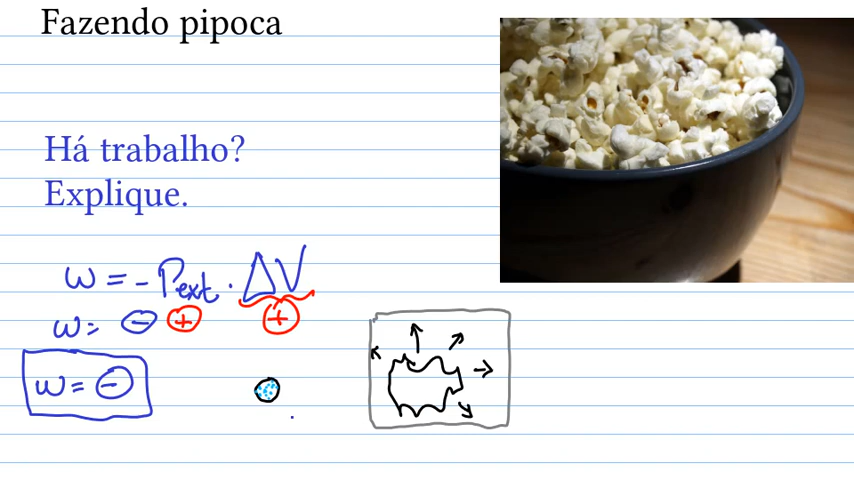 Fazendo pipoca
Há trabalho?
Explique.
w = - Pext. ΔV
w = - + +
w = -